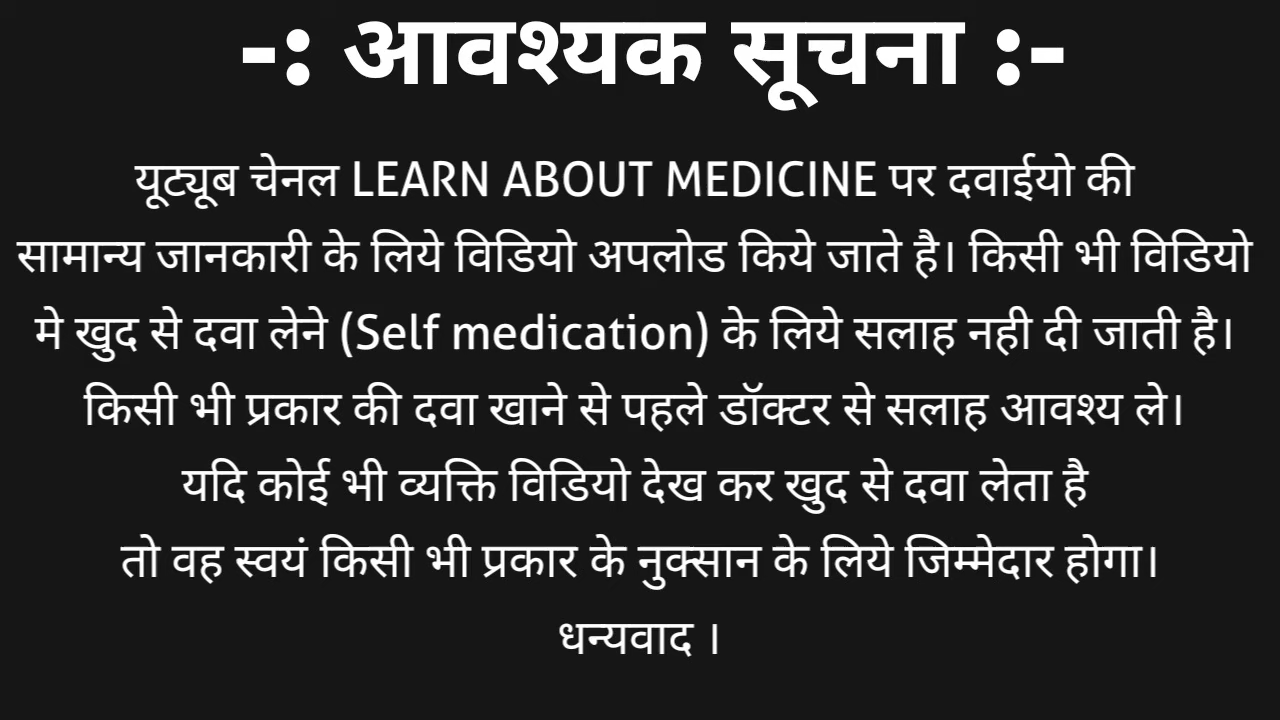 -: आवश्यक सूचना :-
यूट्यूब चेनल LEARN ABOUT MEDICINE पर दवाईयो की
सामान्य जानकारी के लिये विडियो अपलोड किये जाते है। किसी भी विडियो
मे खुद से दवा लेने (Self medication) के लिये सलाह नही दी जाती है।
किसी भी प्रकार की दवा खाने से पहले डॉक्टर से सलाह आवश्य ले।
यदि कोई भी व्यक्ति विडियो देख कर खुद से दवा लेता है
तो वह स्वयं किसी भी प्रकार के नुक्सान के लिये जिम्मेदार होगा।
धन्यवाद ।